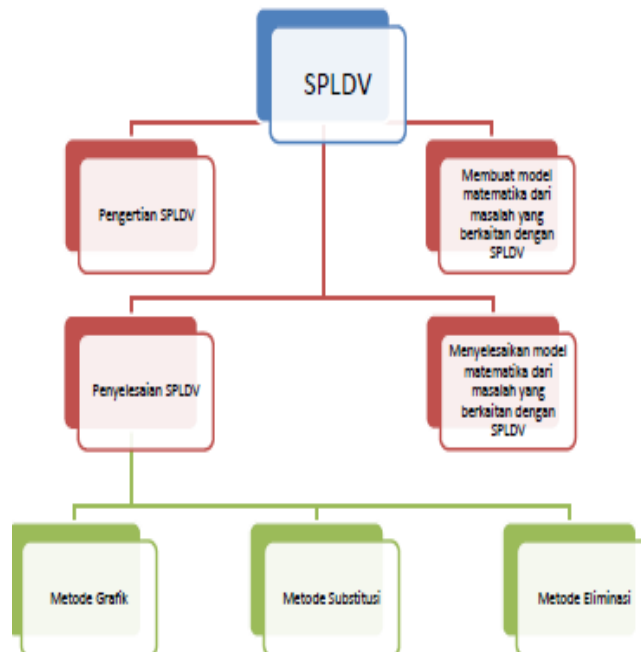 SPLDV
Pengertian SPLDV
Membuat model
matematika dari
masalah yang
berkaitan dengan
SPLDV
Penyelesaian SPLDV
Menyelesaikan model
matematika dari
masalah yang
berkaitan dengan
SPLDV
Metode Grafik
Metode Substitusi
Metode Eliminasi